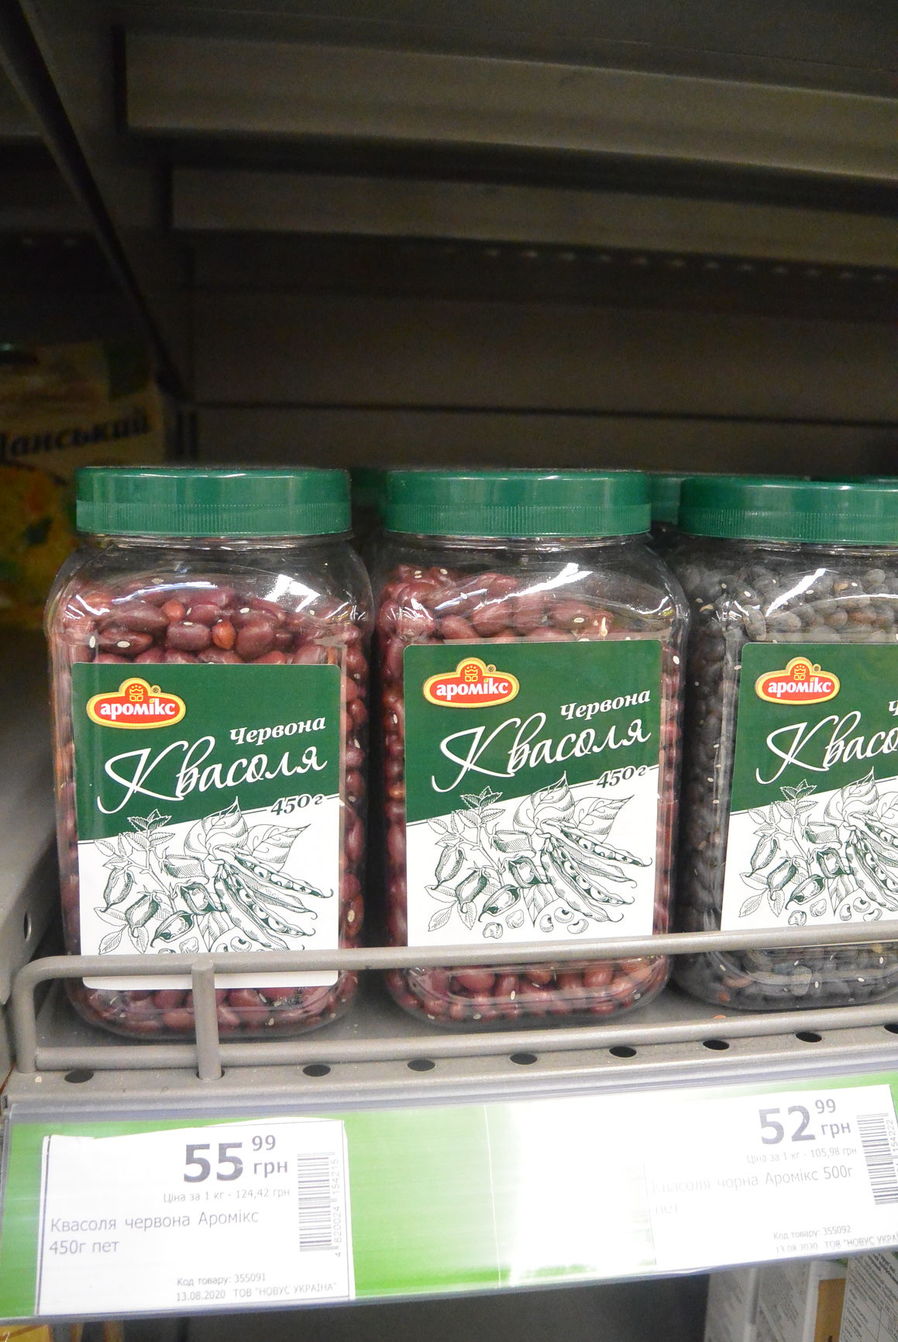 анський
аромікс
Червона
Квасоля
450г
аромікс
Червона
Квасоля
450г
аромікс
Ч
Квасо
55 99 грн
Ціна за 1 кг - 124,42 грн
Квасоля червона Аромікс
450г пет
Код товару: 355091
13.08.2020 ТОВ "НОВУС УКРАЇНА"
52 99 грн
Ціна за 1 кг - 105,98 грн
Квасоля чорна Аромікс 500г
пет
Код товару: 355092
13.08.2020 ТОВ "НОВУС УКРА